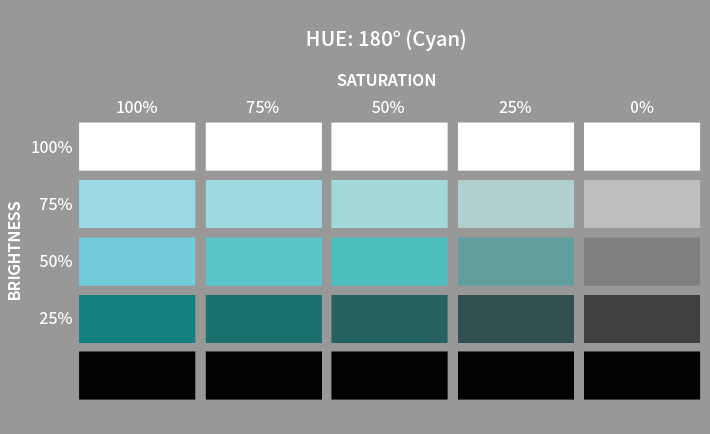 HUE: 180° (Cyan)
SATURATION
100% 75% 50% 25% 0%
100%
75%
50%
25%
BRIGHTNESS